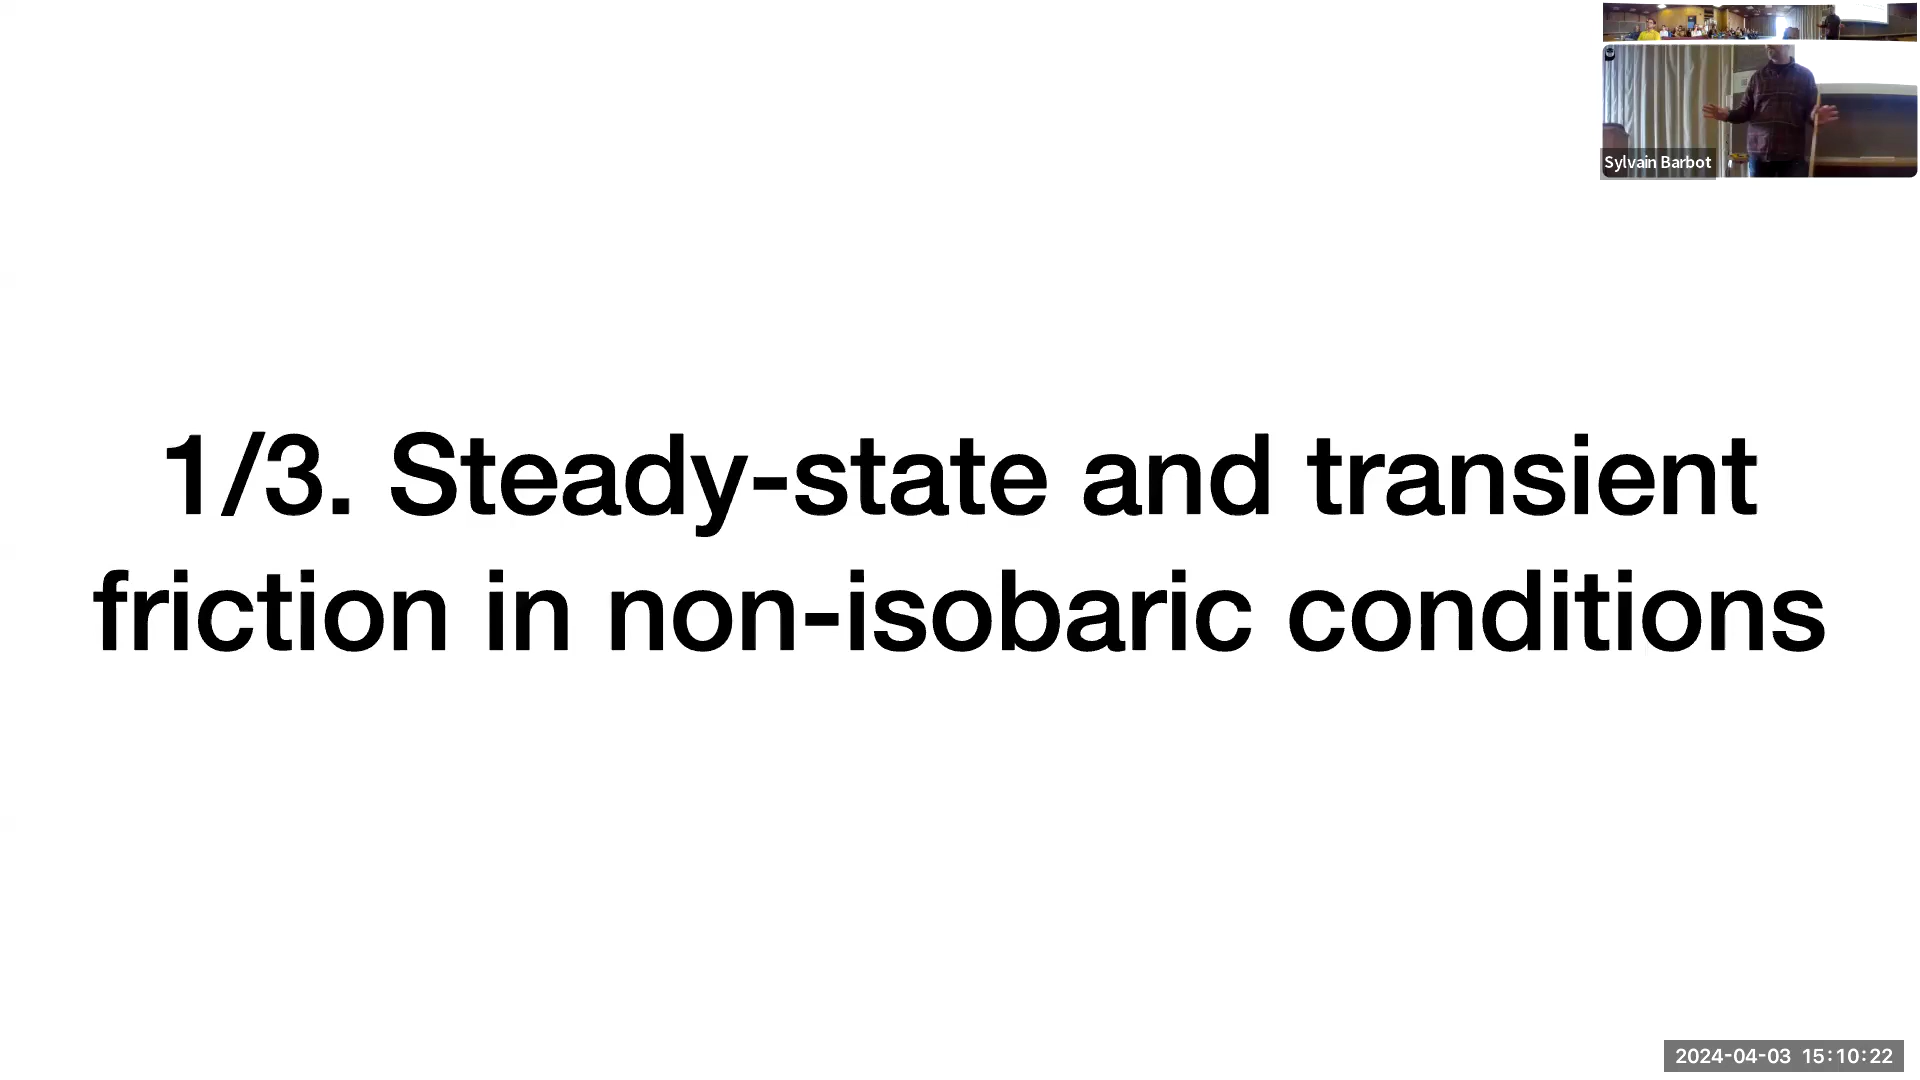 Sylvain Barbot
1/3. Steady-state and transient
friction in non-isobaric conditions
2024-04-03 15:10:22